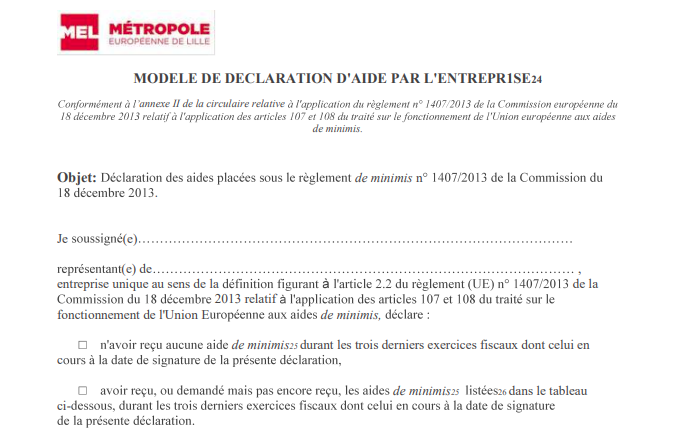 MEL MÉTROPOLE
EUROPÉENNE DE LILLE
MODELE DE DECLARATION D'AIDE PAR L'ENTREPR1SE24
Conformément à l'annexe II de la circulaire relative à l'application du règlement n° 1407/2013 de la Commission européenne du
18 décembre 2013 relatif à l'application des articles 107 et 108 du traité sur le fonctionnement de l'Union européenne aux aides
de minimis.
Objet: Déclaration des aides placées sous le règlement de minimis n° 1407/2013 de la Commission du
18 décembre 2013.
Je soussigné(e)……………………………………………………………………………………
représentant(e) de………………………………………………………………………………… ,
entreprise unique au sens de la définition figurant à l'article 2.2 du règlement (UE) n° 1407/2013 de la
Commission du 18 décembre 2013 relatif à l'application des articles 107 et 108 du traité sur le
fonctionnement de l'Union Européenne aux aides de minimis, déclare :
☐ n'avoir reçu aucune aide de minimis25 durant les trois derniers exercices fiscaux dont celui en
cours à la date de signature de la présente déclaration,
☐ avoir reçu, ou demandé mais pas encore reçu, les aides de minimis25 listées26 dans le tableau
ci-dessous, durant les trois derniers exercices fiscaux dont celui en cours à la date de signature
de la présente déclaration.